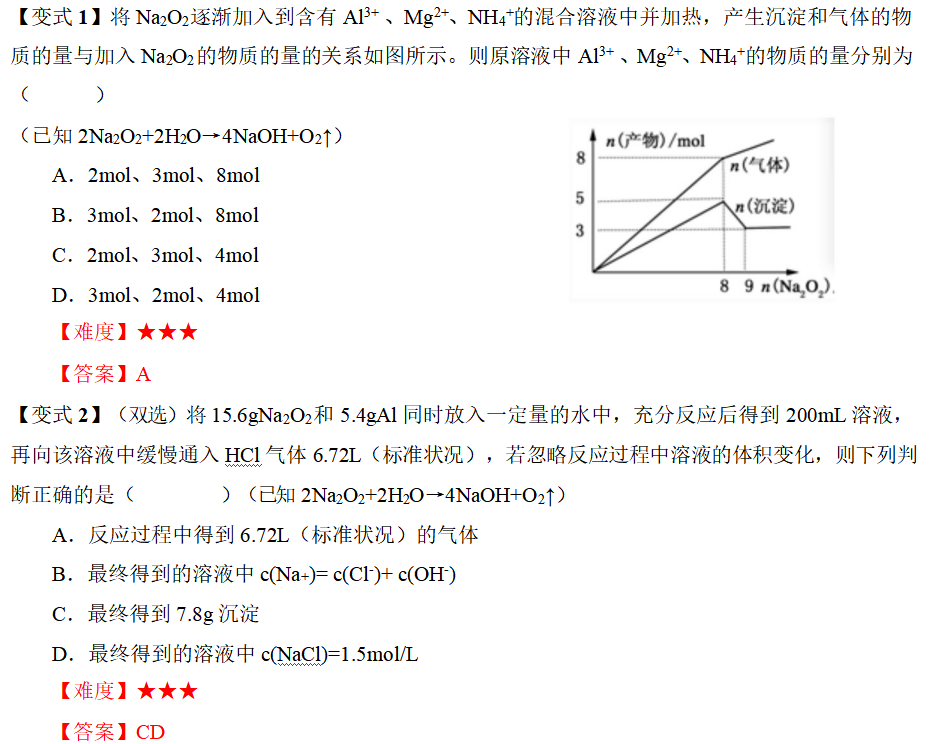 【变式 1】将 Na₂O₂逐渐加入到含有 Al³⁺ 、Mg²⁺、NH₄⁺的混合溶液中并加热，产生沉淀和气体的物
质的量与加入 Na₂O₂的物质的量的关系如图所示。则原溶液中 Al³⁺ 、Mg²⁺、NH₄⁺的物质的量分别为
（　　）
（已知 2Na₂O₂+2H₂O→4NaOH+O₂↑）
A．2mol、3mol、8mol
B．3mol、2mol、8mol
C．2mol、3mol、4mol
D．3mol、2mol、4mol
n(产物)/mol
8
n(气体)
5
n(沉淀)
3
8 9 n(Na₂O₂).
【难度】★★★
【答案】A
【变式 2】（双选）将 15.6gNa₂O₂和 5.4gAl 同时放入一定量的水中，充分反应后得到 200mL 溶液，
再向该溶液中缓慢通入 HCl 气体 6.72L（标准状况），若忽略反应过程中溶液的体积变化，则下列判
断正确的是（　　）（已知 2Na₂O₂+2H₂O→4NaOH+O₂↑）
A．反应过程中得到 6.72L（标准状况）的气体
B．最终得到的溶液中 c(Na₊)= c(Cl⁻)+ c(OH⁻)
C．最终得到 7.8g 沉淀
D．最终得到的溶液中 c(NaCl)=1.5mol/L
【难度】★★★
【答案】CD